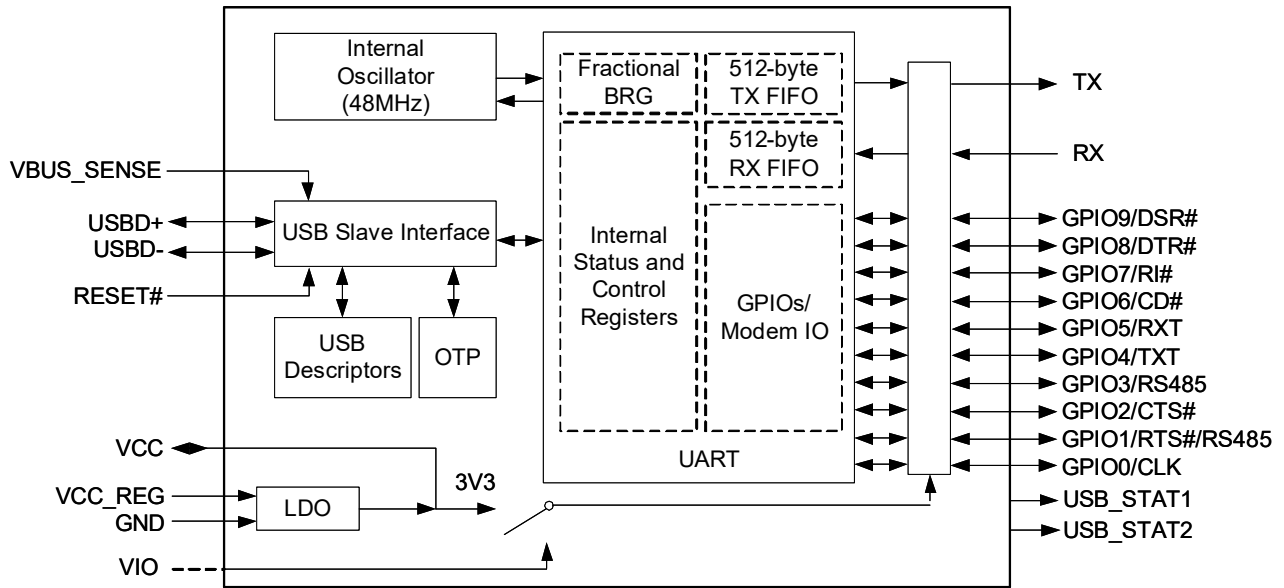 Internal
Oscillator
(48MHz)
Fractional
BRG
512-byte
TX FIFO
TX
512-byte
RX FIFO
RX
VBUS_SENSE
USBD+
USBD-
USB Slave Interface
RESET#
USB
Descriptors
OTP
Internal
Status and
Control
Registers
GPIOs/
Modem IO
UART
GPIO9/DSR#
GPIO8/DTR#
GPIO7/RI#
GPIO6/CD#
GPIO5/RXT
GPIO4/TXT
GPIO3/RS485
GPIO2/CTS#
GPIO1/RTS#/RS485
GPIO0/CLK
USB_STAT1
USB_STAT2
VCC
VCC_REG
GND
LDO
3V3
VIO